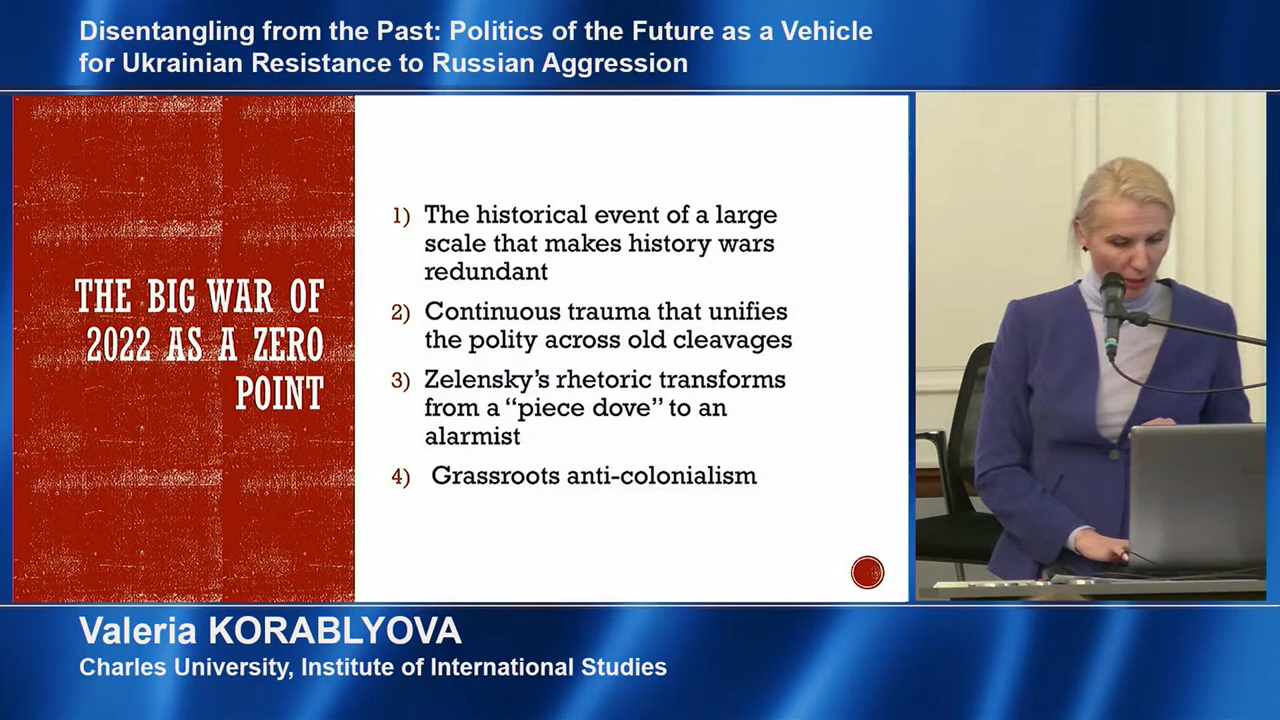 Disentangling from the Past: Politics of the Future as a Vehicle
for Ukrainian Resistance to Russian Aggression
THE BIG WAR OF
2022 AS A ZERO
POINT
1) The historical event of a large
scale that makes history wars
redundant
2) Continuous trauma that unifies
the polity across old cleavages
3) Zelensky’s rhetoric transforms
from a “piece dove” to an
alarmist
4) Grassroots anti-colonialism
Valeria KORABLYOVA
Charles University, Institute of International Studies